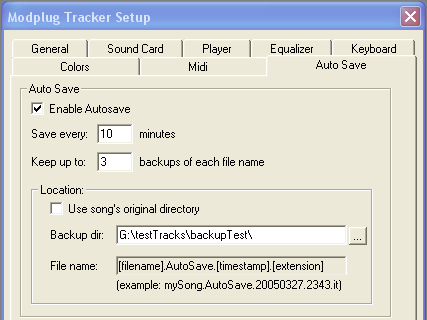 Modplug Tracker Setup
General Sound Card Player Equalizer Keyboard
Colors Midi Auto Save
Auto Save
Enable Autosave
Save every: 10 minutes
Keep up to: 3 backups of each file name
Location:
Use song's original directory
Backup dir: G:\testTracks\backupTest\ ...
File name: [filename].AutoSave.[timestamp].[extension]
(example: mySong.AutoSave.20050327.2343.it)